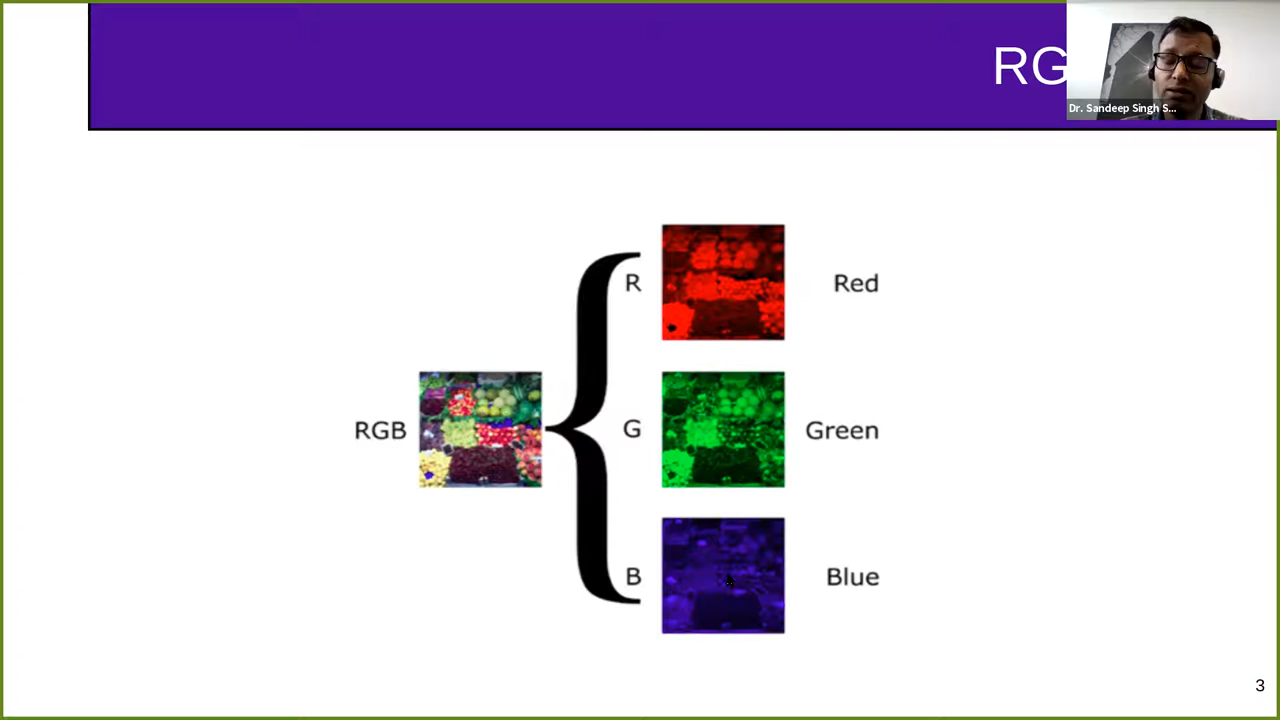 RG
Dr. Sandeep Singh S...
R
Red
RGB
G
Green
B
Blue
3